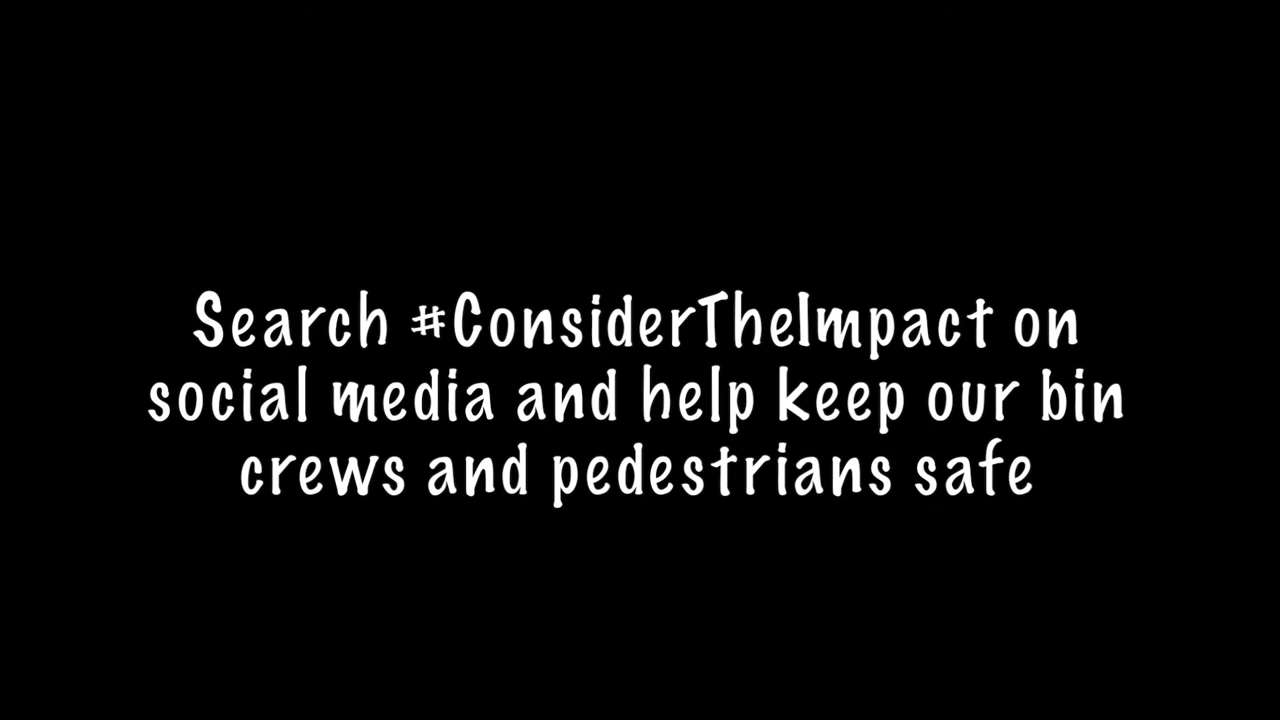 Search #ConsiderTheImpact on
social media and help keep our bin
crews and pedestrians safe